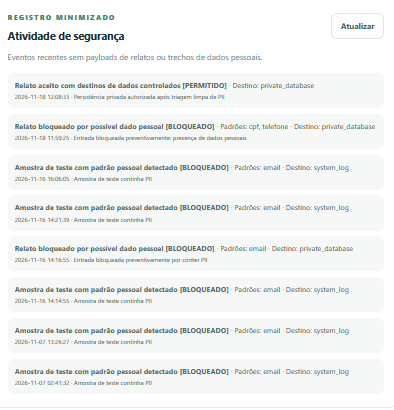 REGISTRO MINIMIZADO
Atividade de segurança
Atualizar
Eventos recentes sem payloads de relatos ou trechos de dados pessoais.
Relato aceito com destinos de dados controlados [PERMITIDO] · Destino: private_database
2026-11-18 12:08:33 · Persistência privada autorizada após triagem limpa de PII
Relato bloqueado por possível dado pessoal [BLOQUEADO] · Padrões: cpf, telefone · Destino: private_database
2026-11-18 11:59:25 · Entrada bloqueada preventivamente: presença de dados pessoais
Amostra de teste com padrão pessoal detectado [BLOQUEADO] · Padrões: email · Destino: system_log
2026-11-16 16:06:05 · Amostra de teste continha PII
Amostra de teste com padrão pessoal detectado [BLOQUEADO] · Padrões: email · Destino: system_log
2026-11-16 14:21:39 · Amostra de teste continha PII
Relato bloqueado por possível dado pessoal [BLOQUEADO] · Padrões: email · Destino: private_database
2026-11-16 14:16:55 · Entrada bloqueada preventivamente por conter PII
Amostra de teste com padrão pessoal detectado [BLOQUEADO] · Padrões: email · Destino: system_log
2026-11-16 14:14:55 · Amostra de teste continha PII
Amostra de teste com padrão pessoal detectado [BLOQUEADO] · Padrões: email · Destino: system_log
2026-11-07 13:26:27 · Amostra de teste continha PII
Amostra de teste com padrão pessoal detectado [BLOQUEADO] · Padrões: email · Destino: system_log
2026-11-07 02:41:32 · Amostra de teste continha PII